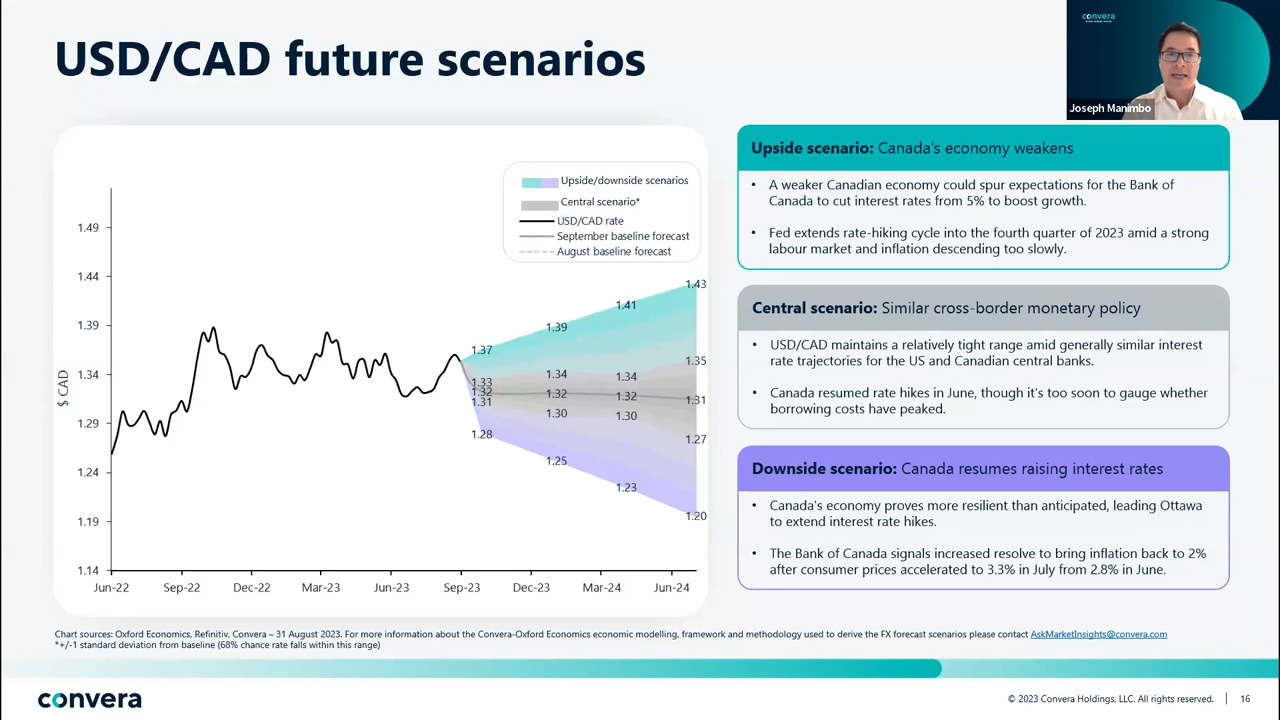 USD/CAD future scenarios
convera
Joseph Manimbo
Upside/downside scenarios
Central scenario*
USD/CAD rate
September baseline forecast
August baseline forecast
$ CAD
1.49
1.44
1.39
1.34
1.29
1.24
1.19
1.14
Jun-22 Sep-22 Dec-22 Mar-23 Jun-23 Sep-23 Dec-23 Mar-24 Jun-24
1.37 1.39 1.41 1.43
1.33 1.34 1.34 1.35
1.32 1.32 1.32 1.31
1.31 1.30 1.30 1.27
1.28 1.25 1.23 1.20
Upside scenario: Canada's economy weakens
• A weaker Canadian economy could spur expectations for the Bank of
Canada to cut interest rates from 5% to boost growth.
• Fed extends rate-hiking cycle into the fourth quarter of 2023 amid a strong
labour market and inflation descending too slowly.
Central scenario: Similar cross-border monetary policy
• USD/CAD maintains a relatively tight range amid generally similar interest
rate trajectories for the US and Canadian central banks.
• Canada resumed rate hikes in June, though it's too soon to gauge whether
borrowing costs have peaked.
Downside scenario: Canada resumes raising interest rates
• Canada's economy proves more resilient than anticipated, leading Ottawa
to extend interest rate hikes.
• The Bank of Canada signals increased resolve to bring inflation back to 2%
after consumer prices accelerated to 3.3% in July from 2.8% in June.
Chart sources: Oxford Economics, Refinitiv, Convera – 31 August 2023. For more information about the Convera-Oxford Economics economic modelling, framework and methodology used to derive the FX forecast scenarios please contact AskMarketInsights@convera.com
*+/-1 standard deviation from baseline (68% chance rate falls within this range)
convera
© 2023 Convera Holdings, LLC. All rights reserved. | 16